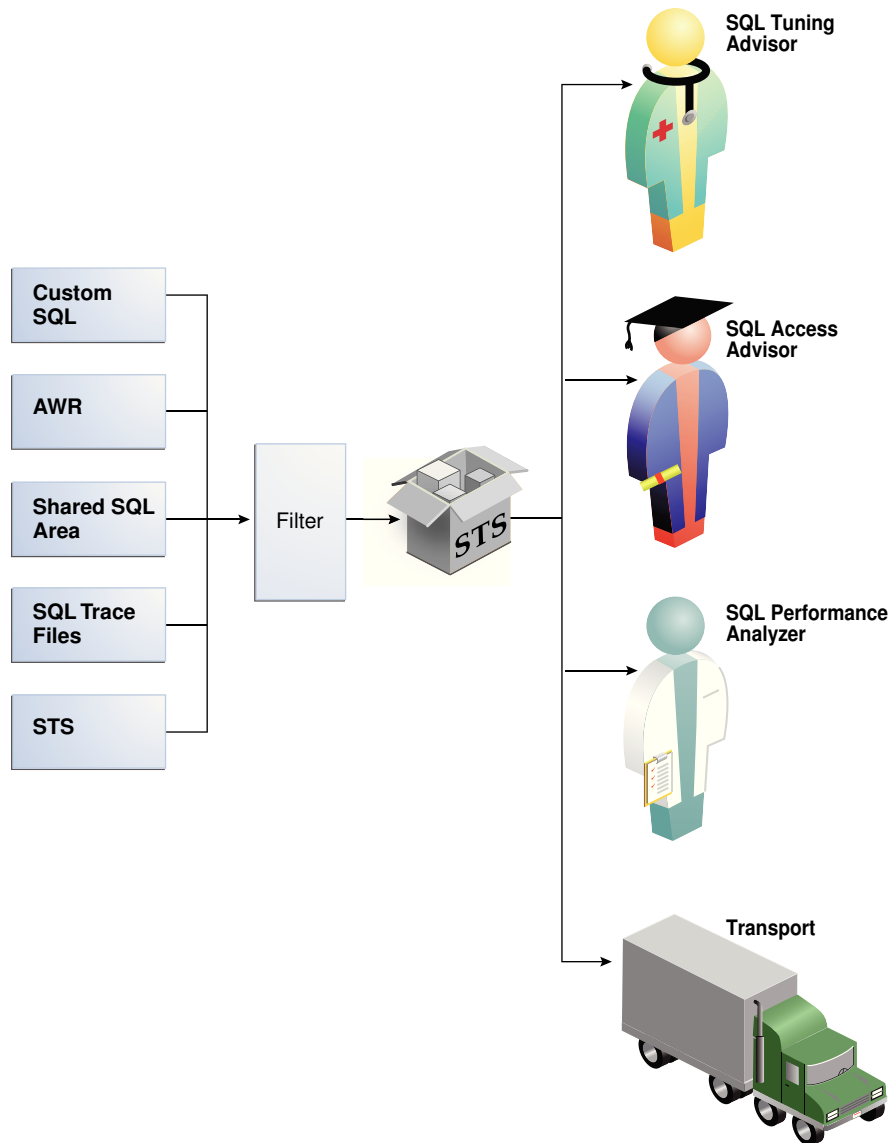 SQL Tuning
Advisor
Custom
SQL
SQL Access
Advisor
AWR
Shared SQL
Area
Filter
STS
SQL Trace
Files
SQL Performance
Analyzer
STS
Transport